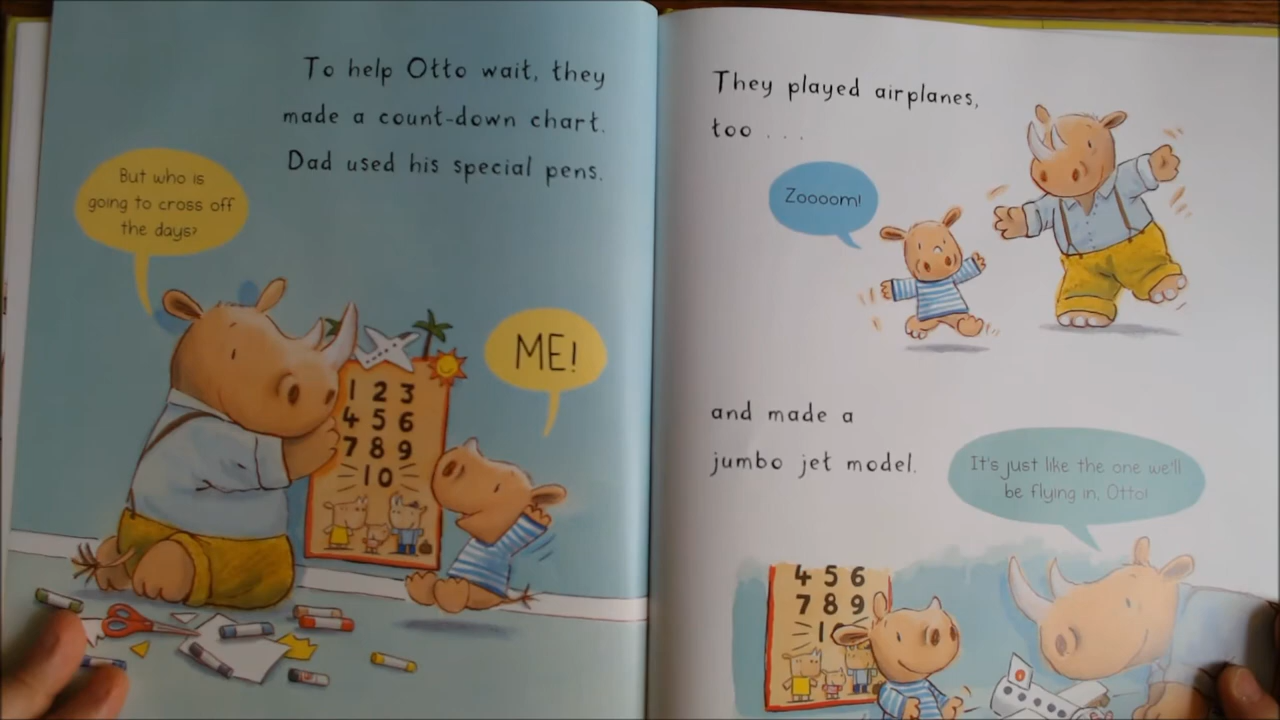 To help Otto wait, they
made a count-down chart.
Dad used his special pens.
But who is
going to cross off
the days?
ME!
1 2 3
4 5 6
7 8 9
10
They played airplanes,
too . . .
Zoooom!
and made a
jumbo jet model.
It's just like the one we'll
be flying in, Otto!
4 5 6
7 8 9
1